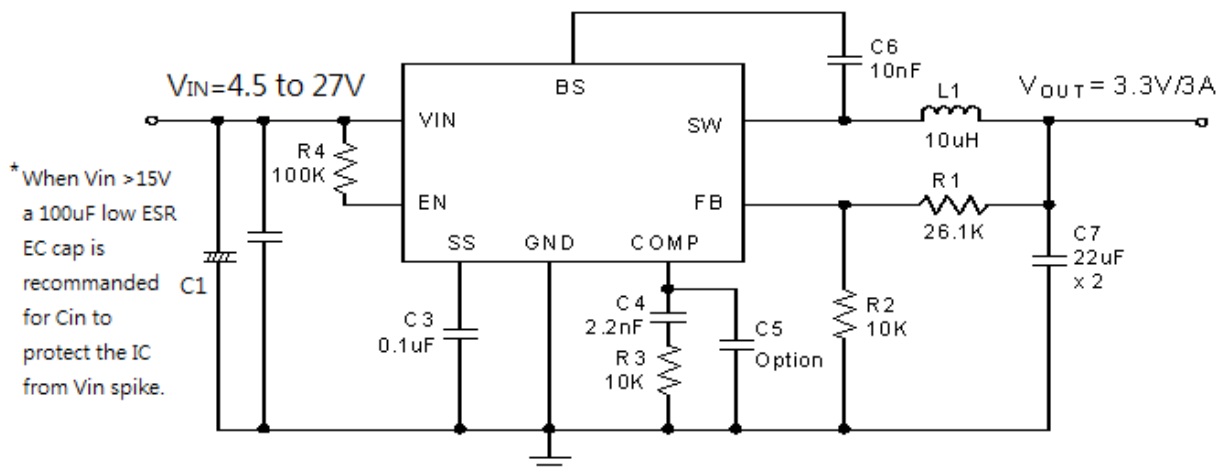 C6
10nF
VIN=4.5 to 27V
BS
L1
VOUT = 3.3V/3A
VIN
SW
10uH
R4
100K
* When Vin >15V
a 100uF low ESR
EC cap is
recommanded
for Cin to
protect the IC
from Vin spike.
EN
FB
R1
26.1K
SS
GND
COMP
C7
22uF
x 2
C1
C3
0.1uF
C4
2.2nF
R3
10K
C5
Option
R2
10K